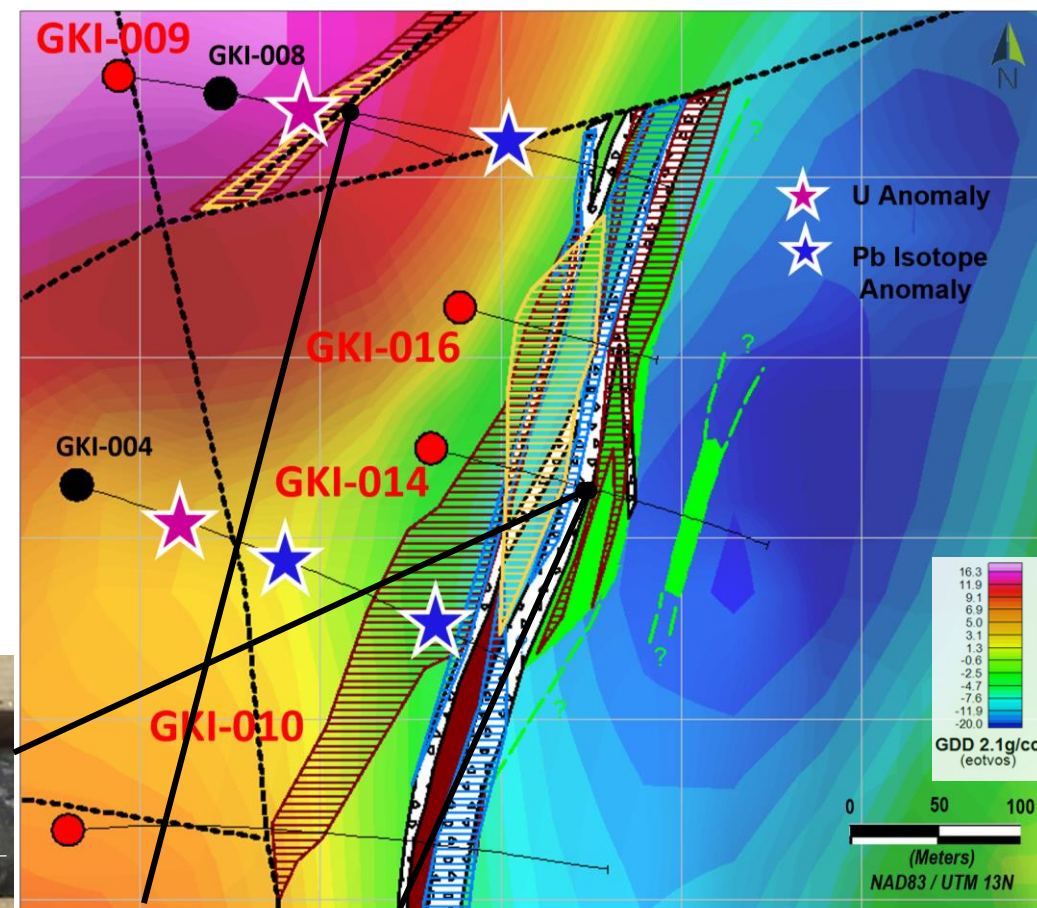 GKI-009
GKI-008
N
U Anomaly
Pb Isotope
Anomaly
?
GKI-016
?
GKI-004
GKI-014
?
?
GKI-010
16.3
11.9
9.1
6.9
5.0
3.1
1.3
-0.6
-2.5
-4.7
-7.6
-11.9
-20.0
GDD 2.1g/cc
(eotvos)
0 50 100
(Meters)
NAD83 / UTM 13N